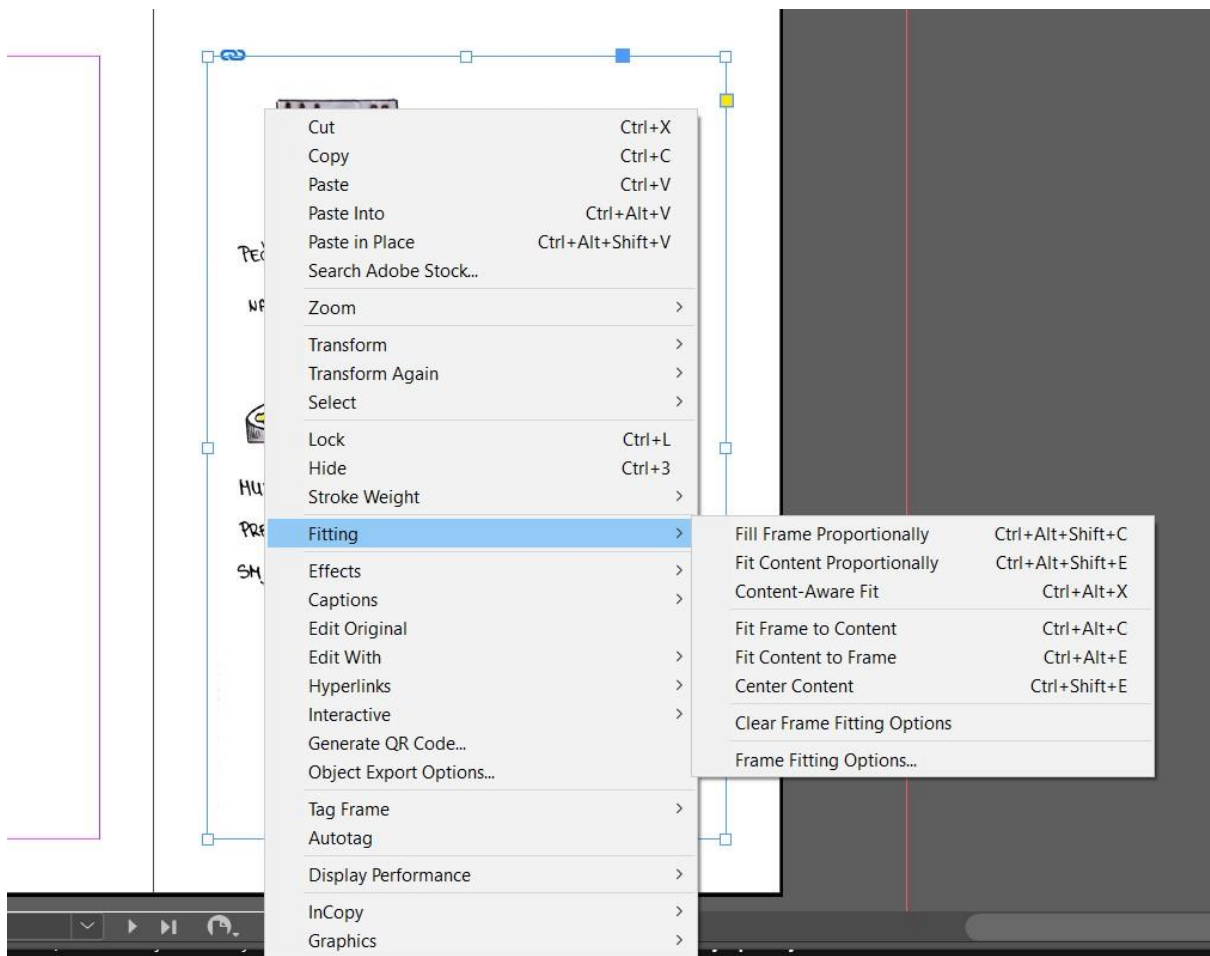 Cut Ctrl+X
Copy Ctrl+C
Paste Ctrl+V
Paste Into Ctrl+Alt+V
Paste in Place Ctrl+Alt+Shift+V
Search Adobe Stock...
Zoom
Transform
Transform Again
Select
Lock Ctrl+L
Hide Ctrl+3
Stroke Weight
Fitting
Fill Frame Proportionally Ctrl+Alt+Shift+C
Fit Content Proportionally Ctrl+Alt+Shift+E
Content-Aware Fit Ctrl+Alt+X
Fit Frame to Content Ctrl+Alt+C
Fit Content to Frame Ctrl+Alt+E
Center Content Ctrl+Shift+E
Clear Frame Fitting Options
Frame Fitting Options...
Effects
Captions
Edit Original
Edit With
Hyperlinks
Interactive
Generate QR Code...
Object Export Options...
Tag Frame
Autotag
Display Performance
InCopy
Graphics